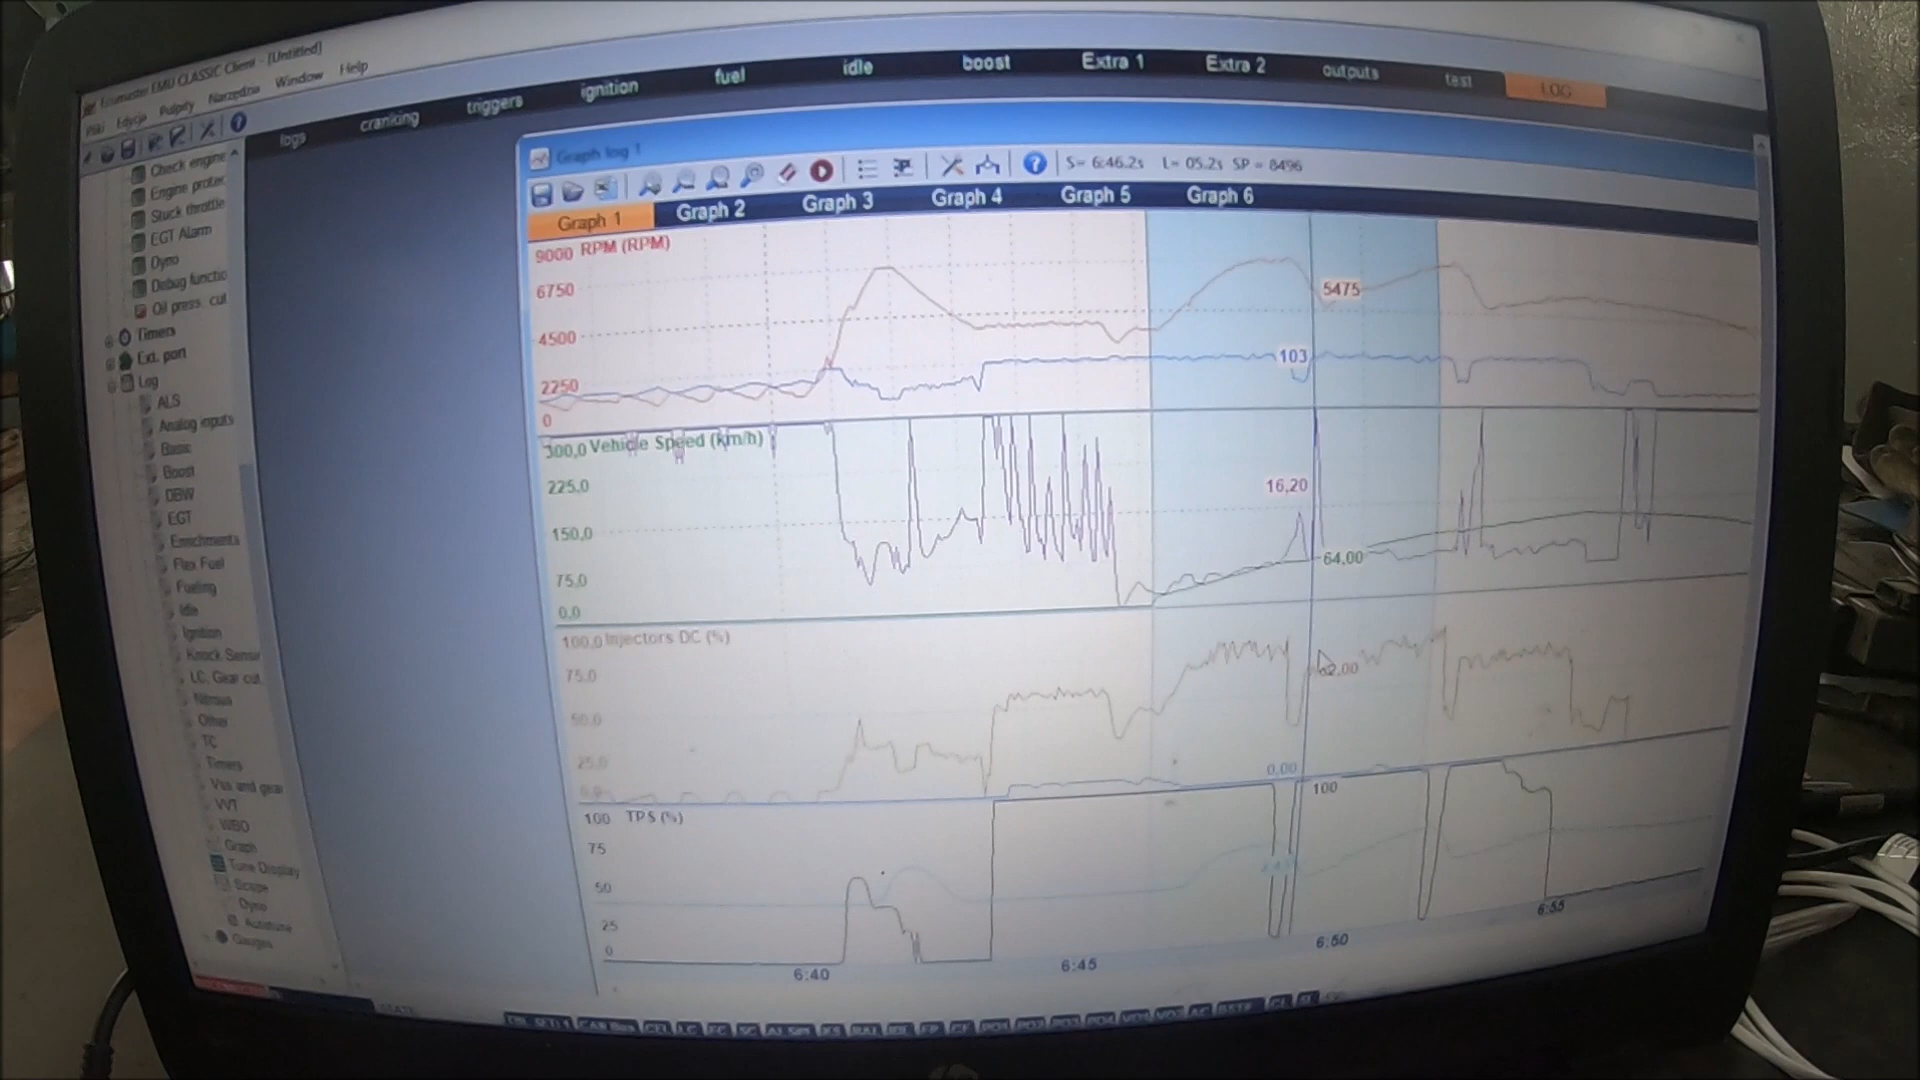 Ecumaster EMU CLASSIC Client - [Untitled]
Pliki Edycja Pulpity Narzędzia Window Help
logs cranking triggers ignition fuel idle boost Extra 1 Extra 2 outputs test LOG
Check engine
Engine protec
Stuck throttle
EGT Alarm
Dyno
Debug functio
Oil press. cut
Timers
Ext. port
Log
ALS
Analog inputs
Basic
Boost
DBW
EGT
Enrichments
Flex Fuel
Fueling
Idle
Ignition
Knock Senso
LC, Gear cut
Nitrous
Other
TC
Timers
Vss and gear
VVT
WBO
Graph
Tune Display
Scope
Dyno
Autotune
Gauges
Graph log 1
S= 6:46.2s L= 05.2s SP = 8496
Graph 1 Graph 2 Graph 3 Graph 4 Graph 5 Graph 6
9000 RPM (RPM)
6750
4500
2250
0
5475
103
300,0 Vehicle Speed (km/h)
225,0
150,0
75,0
0,0
16,20
64,00
100,0 Injectors DC (%)
75,0
50,0
25,0
0,0
0,00
100 TPS (%)
75
50
25
0
100
6:40 6:45 6:50 6:55